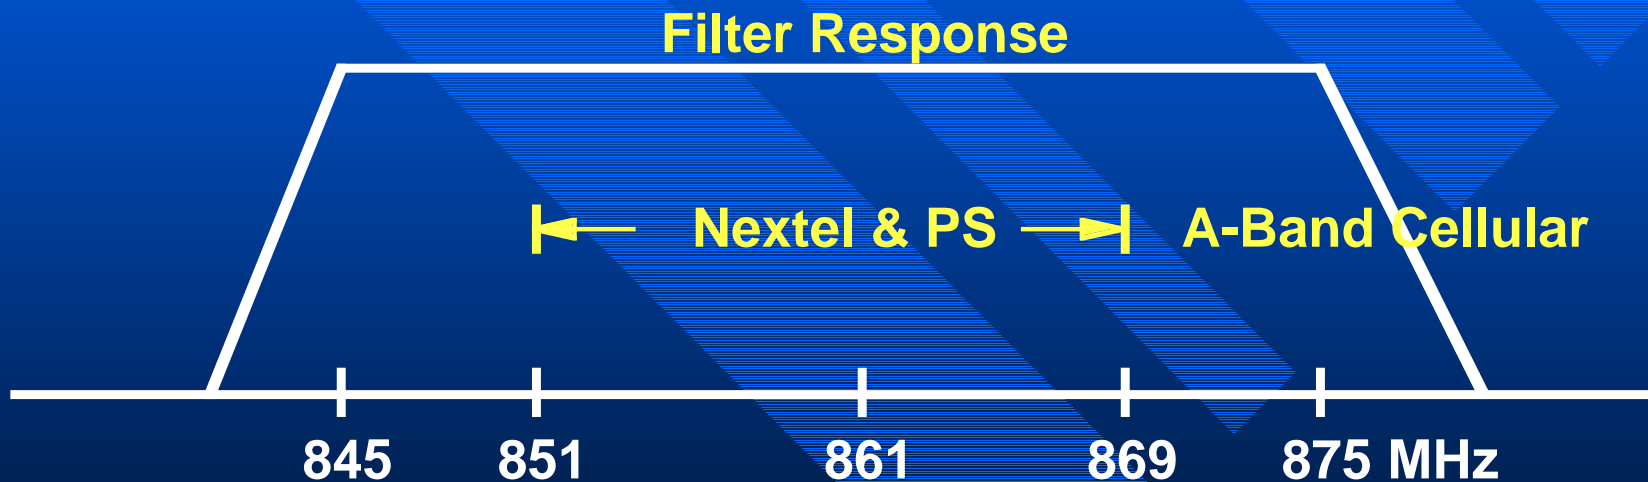 Filter Response
Nextel & PS
A-Band Cellular
845 851 861 869 875 MHz